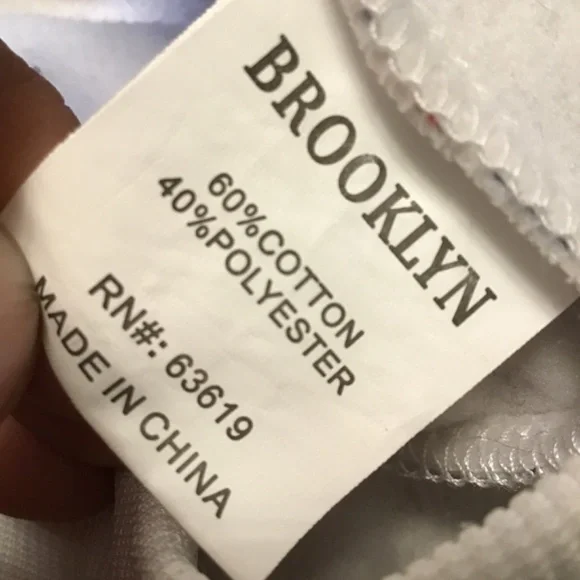 BROOKLYN
60%COTTON
40%POLYESTER
RN#: 63619
MADE IN CHINA